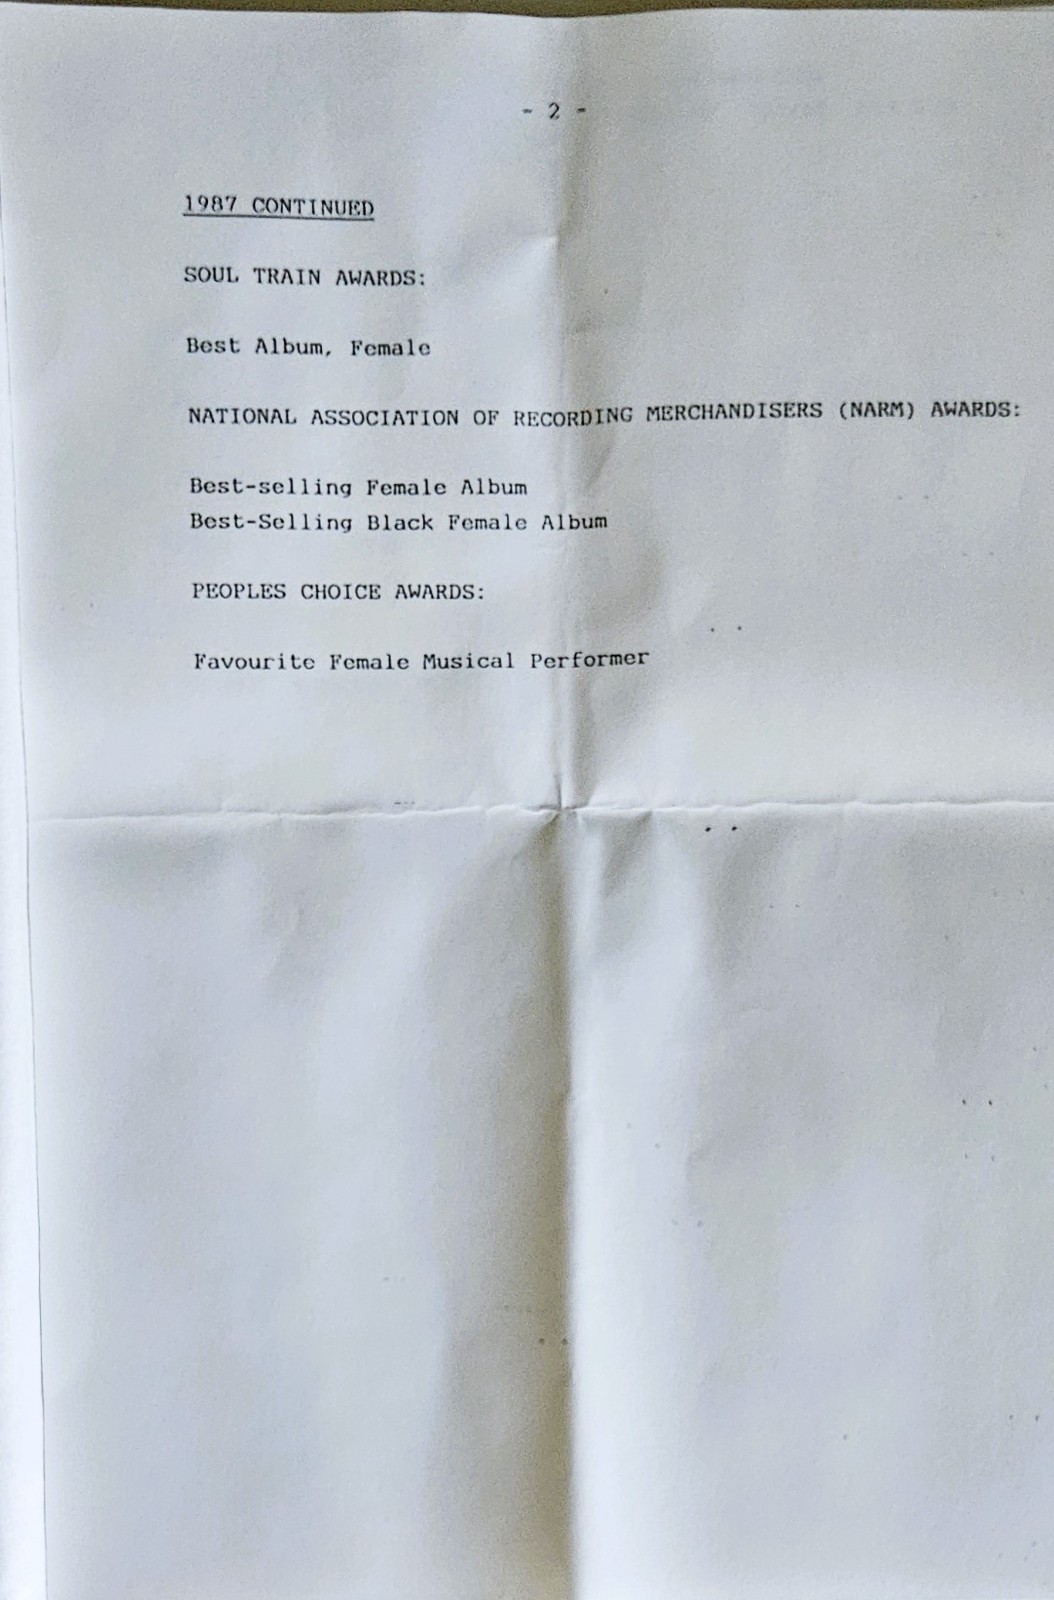 - 2 -
1987 CONTINUED
SOUL TRAIN AWARDS:
Best Album, Female
NATIONAL ASSOCIATION OF RECORDING MERCHANDISERS (NARM) AWARDS:
Best-selling Female Album
Best-Selling Black Female Album
PEOPLES CHOICE AWARDS:
Favourite Female Musical Performer